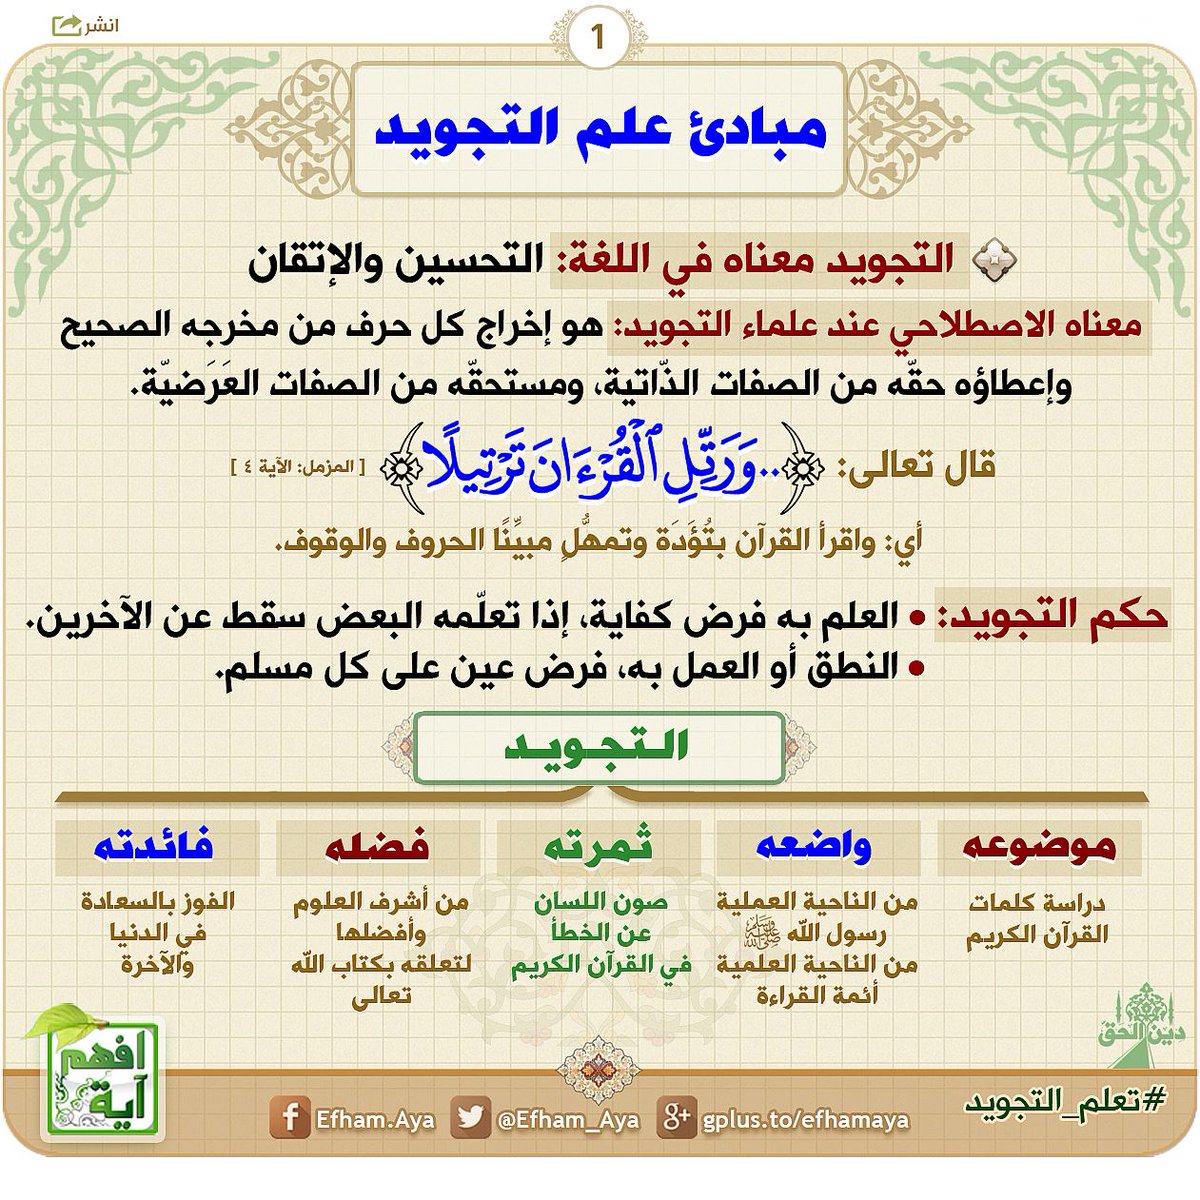 انشر
1
مبادئ علم التجويد
التجويد معناه في اللغة: التحسين والإتقان
معناه الاصطلاحي عند علماء التجويد: هو إخراج كل حرف من مخرجه الصحيح
وإعطاؤه حقّه من الصفات الذّاتية، ومستحقّه من الصفات العَرَضيّة.
قال تعالى: ﴿..وَرَتِّلِ ٱلْقُرْءَانَ تَرْتِيلًا﴾ [ المزمل: الآية ٤ ]
أي: واقرأ القرآن بتُؤَدَة وتمهُّلٍ مبيِّنًا الحروف والوقوف.
حكم التجويد: • العلم به فرض كفاية، إذا تعلّمه البعض سقط عن الآخرين.
• النطق أو العمل به، فرض عين على كل مسلم.
التجويد
موضوعه
دراسة كلمات
القرآن الكريم
واضعه
من الناحية العملية
رسول الله ﷺ
من الناحية العلمية
أئمة القراءة
ثمرته
صون اللسان
عن الخطأ
في القرآن الكريم
فضله
من أشرف العلوم
وأفضلها
لتعلقه بكتاب الله
تعالى
فائدته
الفوز بالسعادة
في الدنيا
والآخرة
دين الحق
#تعلم_التجويد
افهم
آية
f Efham.Aya @Efham_Aya g+ gplus.to/efhamaya